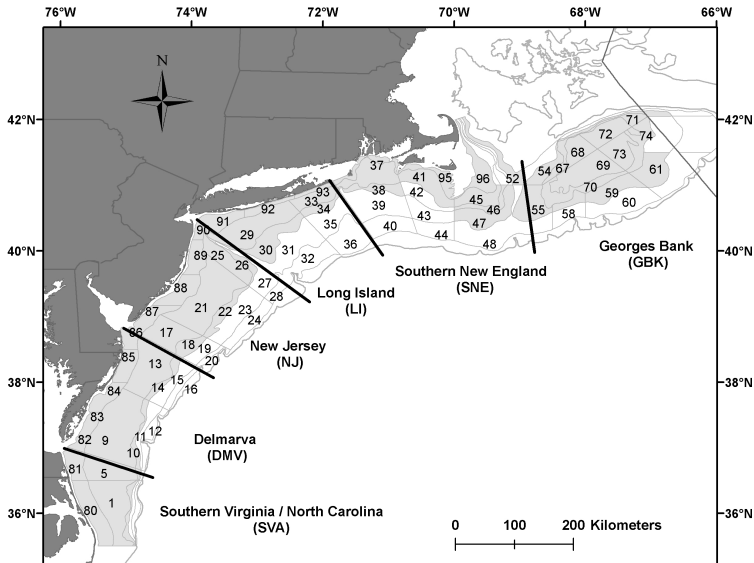 76°W 74°W 72°W 70°W 68°W 66°W
N
42°N 42°N
40°N 40°N
38°N 38°N
36°N 36°N
71
72 74
68 73
37 54 67 69 61
41 95 96 52
93 38 42 70 59
33 39 45 60
92 34 43 46 55 58
91 35 40 47
90 29 44 48
30 31 36
89 25 26 32
27
88 28
87 21 22 23
24
86 17
18 19
85 13 20
15
84 14 16
83
82 9 11 12
10
81 5
1
80
Georges Bank
(GBK)
Southern New England
(SNE)
Long Island
(LI)
New Jersey
(NJ)
Delmarva
(DMV)
Southern Virginia / North Carolina
(SVA)
0 100 200 Kilometers